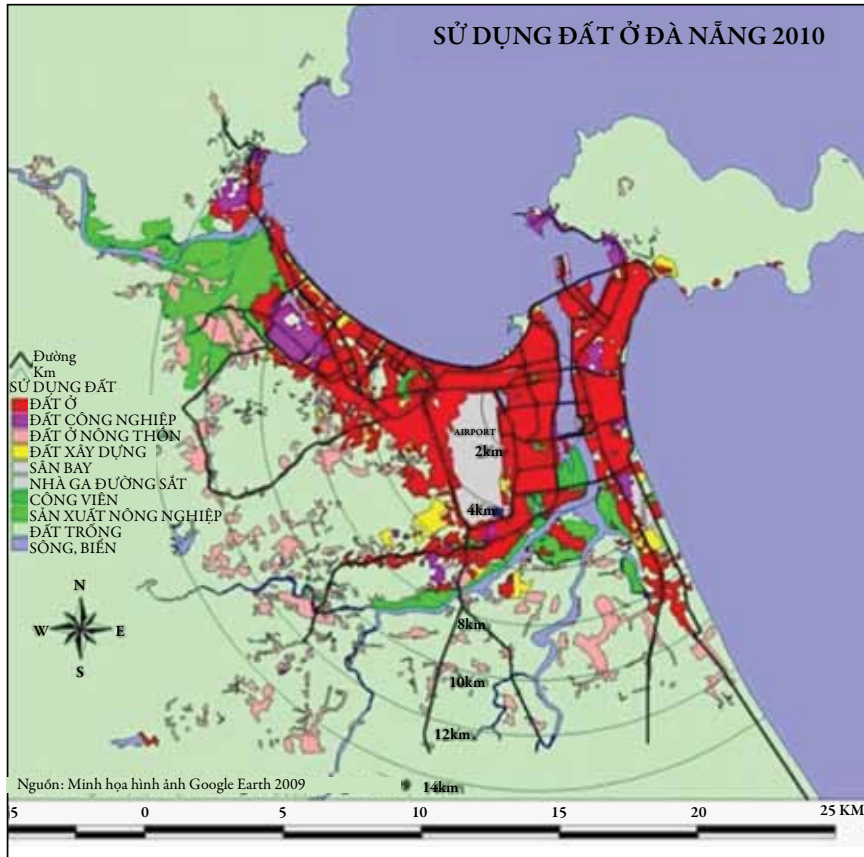 SỬ DỤNG ĐẤT Ở ĐÀ NẴNG 2010
AIRPORT
2km
4km
8km
10km
12km
14km
Đường
Km
SỬ DỤNG ĐẤT
ĐẤT Ở
ĐẤT CÔNG NGHIỆP
ĐẤT Ở NÔNG THÔN
ĐẤT XÂY DỰNG
SÂN BAY
NHÀ GA ĐƯỜNG SẮT
CÔNG VIÊN
SẢN XUẤT NÔNG NGHIỆP
ĐẤT TRỐNG
SÔNG, BIỂN
N
W E
S
Nguồn: Minh họa hình ảnh Google Earth 2009
05 0 5 10 15 20 25 KM